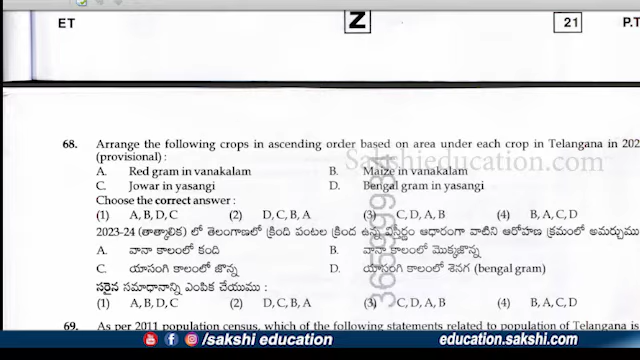 ET Z 21 P.T
68. Arrange the following crops in ascending order based on area under each crop in Telangana in 202
(provisional) :
A. Red gram in vanakalam B. Maize in vanakalam
C. Jowar in yasangi D. Bengal gram in yasangi
Choose the correct answer :
(1) A, B, D, C (2) D, C, B, A (3) C, D, A, B (4) B, A, C, D
2023-24 (తాత్కాలిక) లో తెలంగాణలో క్రింది పంటల క్రింద ఉన్న విస్తీర్ణం ఆధారంగా వాటిని ఆరోహణ క్రమంలో అమర్చుము
A. వానా కాలంలో కంది B. వానా కాలంలో మొక్కజొన్న
C. యాసంగి కాలంలో జొన్న D. యాసంగి కాలంలో శెనగ (bengal gram)
సరైన సమాధానాన్ని ఎంపిక చేయుము :
(1) A, B, D, C (2) D, C, B, A (3) C, D, A, B (4) B, A, C, D
69. As per 2011 population census, which of the following statements related to population of Telangana is
Sakshieducation.com
/sakshi education education.sakshi.com